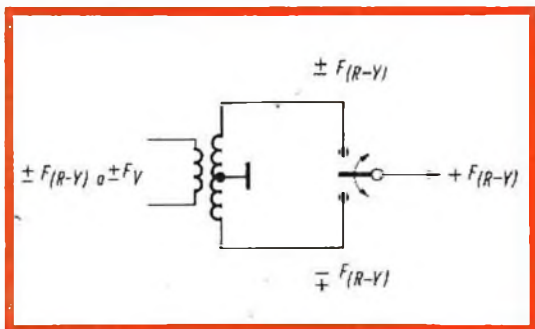 ± F(R-Y)
± F(R-Y) o ±FV
+ F(R-Y)
∓ F(R-Y)